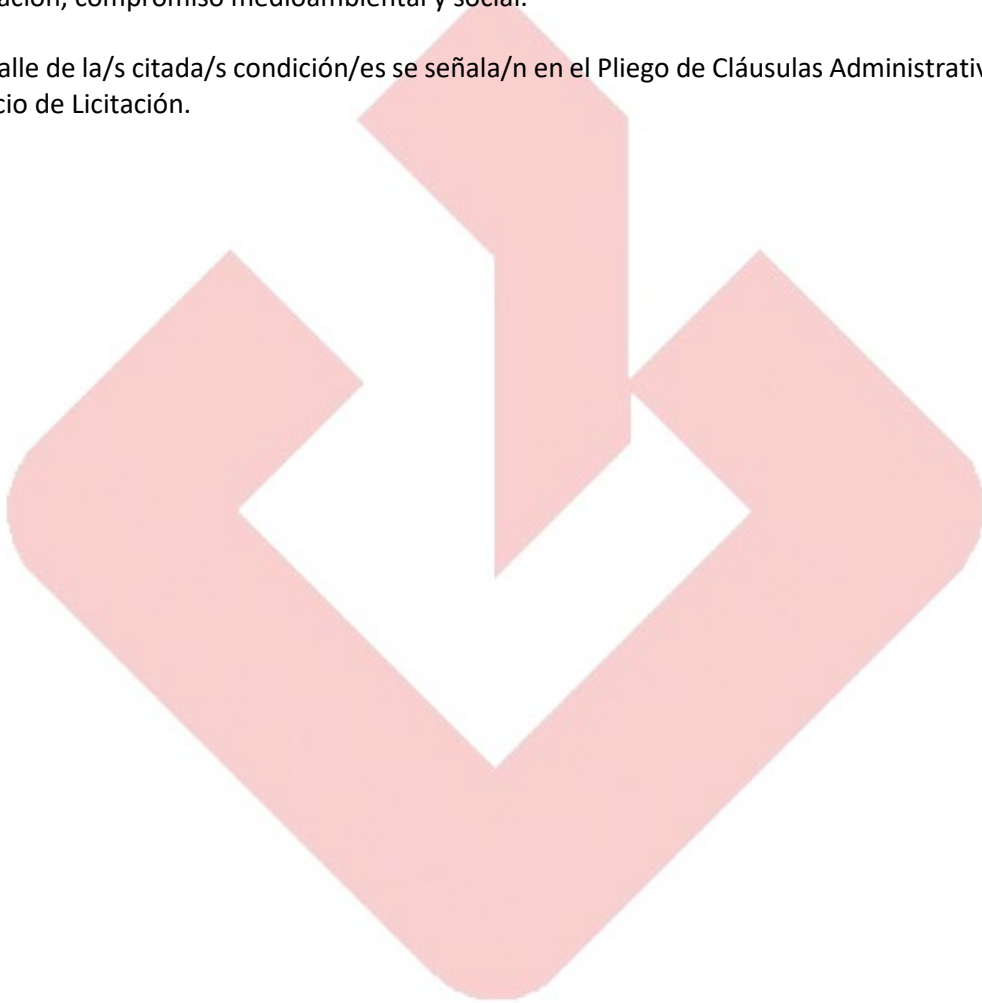 ación, compromiso medioambiental y social.
alle de la/s citada/s condición/es se señala/n en el Pliego de Cláusulas Administrativ
cio de Licitación.